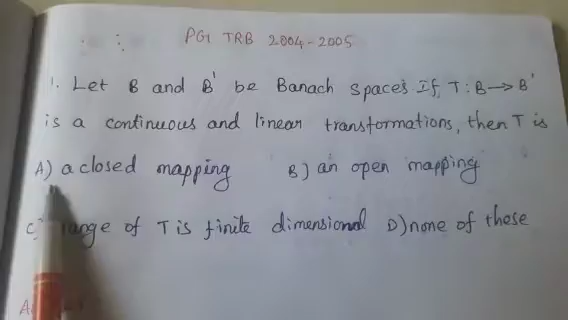 PG TRB 2004-2005
1. Let B and B' be Banach spaces If, T: B→B'
is a continuous and linear transformations, then T is
A) a closed mapping B) an open mapping
C) range of T is finite dimensional D) none of these